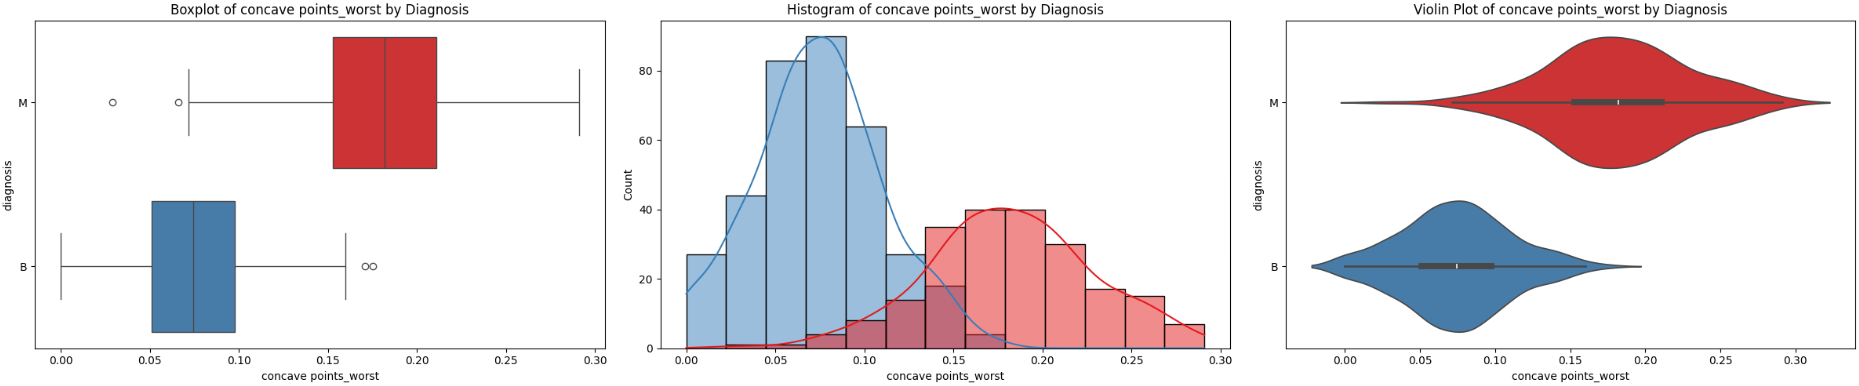 Boxplot of concave points_worst by Diagnosis
M
B
diagnosis
0.00 0.05 0.10 0.15 0.20 0.25 0.30
concave points_worst
Histogram of concave points_worst by Diagnosis
80
60
40
20
0
Count
0.00 0.05 0.10 0.15 0.20 0.25 0.30
concave points_worst
Violin Plot of concave points_worst by Diagnosis
M
B
diagnosis
0.00 0.05 0.10 0.15 0.20 0.25 0.30
concave points_worst